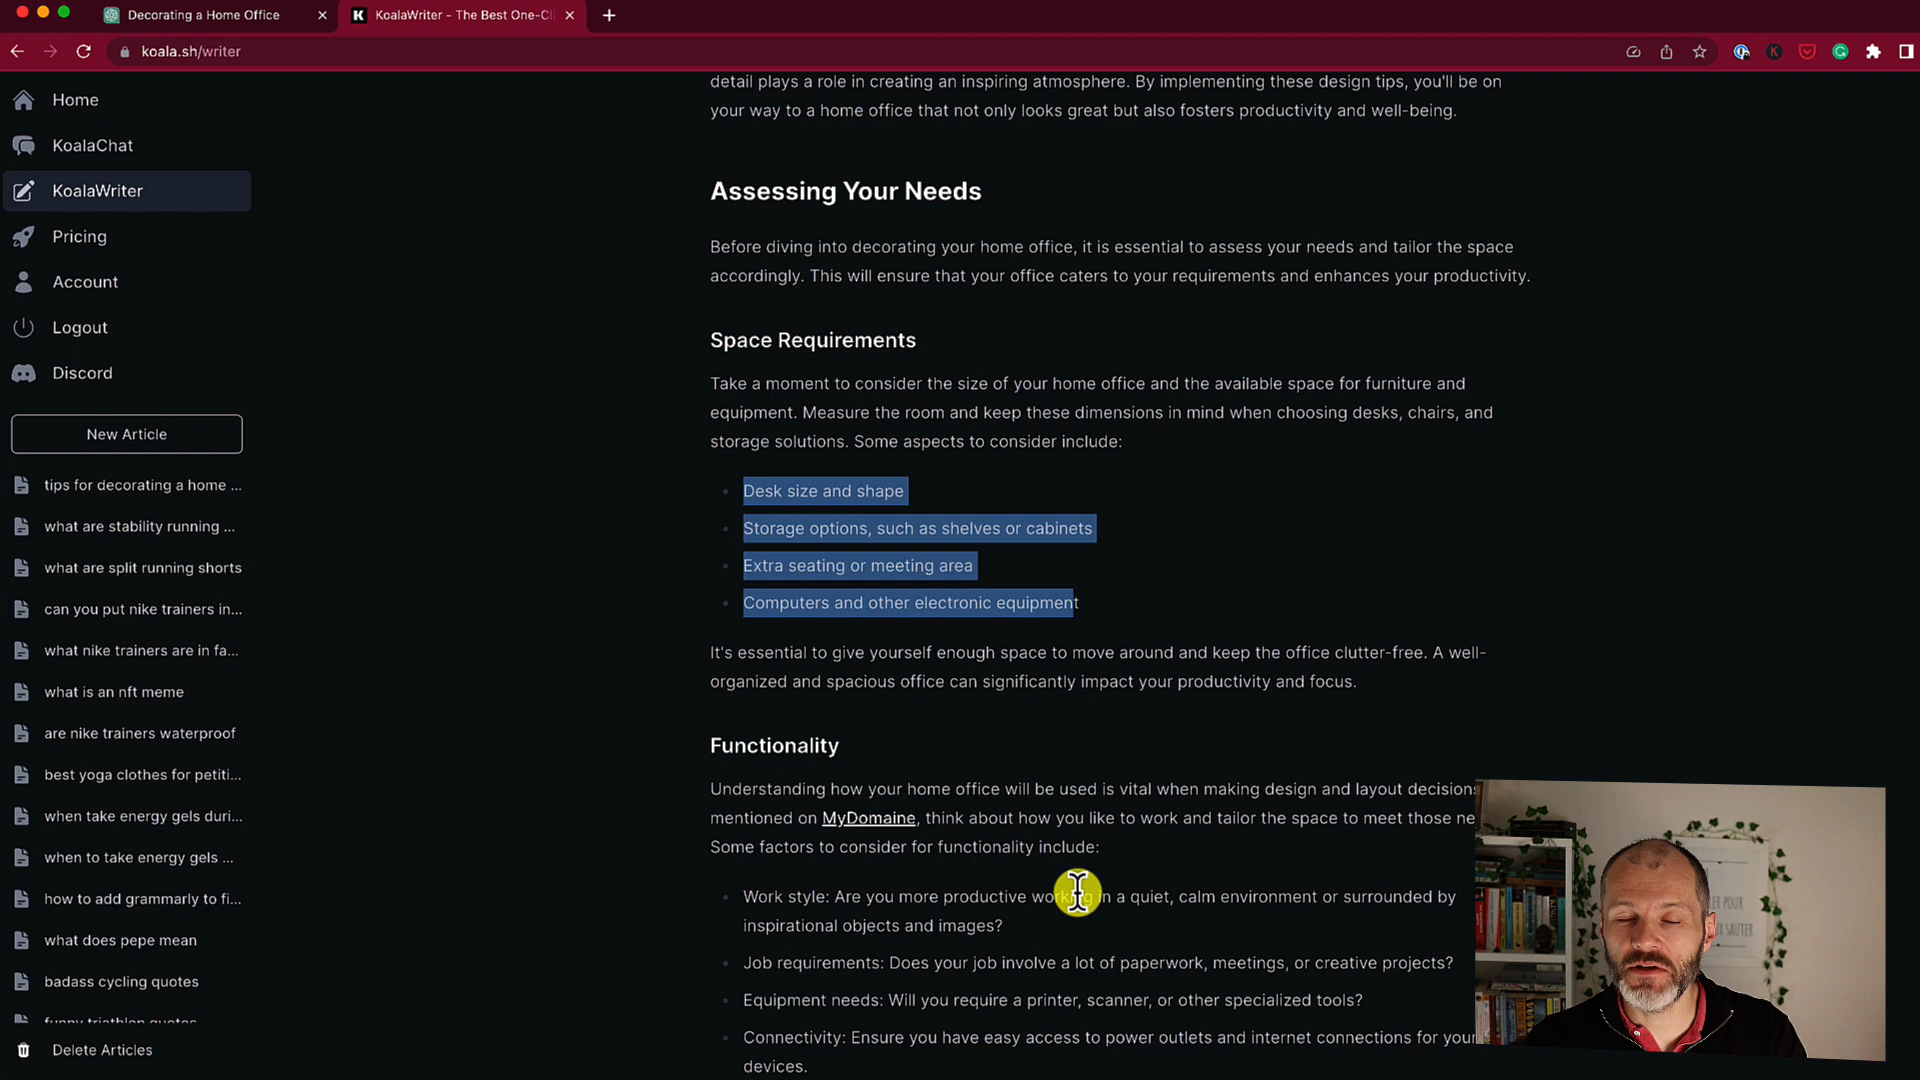 Decorating a Home Office
KoalaWriter - The Best One-Cl
koala.sh/writer
Home
KoalaChat
KoalaWriter
Pricing
Account
Logout
Discord
New Article
tips for decorating a home ...
what are stability running ...
what are split running shorts
can you put nike trainers in...
what nike trainers are in fa...
what is an nft meme
are nike trainers waterproof
best yoga clothes for petiti...
when take energy gels duri...
when to take energy gels ...
how to add grammarly to fi...
what does pepe mean
badass cycling quotes
funny triathlon quotes
Delete Articles
detail plays a role in creating an inspiring atmosphere. By implementing these design tips, you'll be on
your way to a home office that not only looks great but also fosters productivity and well-being.
Assessing Your Needs
Before diving into decorating your home office, it is essential to assess your needs and tailor the space
accordingly. This will ensure that your office caters to your requirements and enhances your productivity.
Space Requirements
Take a moment to consider the size of your home office and the available space for furniture and
equipment. Measure the room and keep these dimensions in mind when choosing desks, chairs, and
storage solutions. Some aspects to consider include:
Desk size and shape
Storage options, such as shelves or cabinets
Extra seating or meeting area
Computers and other electronic equipment
It's essential to give yourself enough space to move around and keep the office clutter-free. A well-
organized and spacious office can significantly impact your productivity and focus.
Functionality
Understanding how your home office will be used is vital when making design and layout decisions
mentioned on MyDomaine, think about how you like to work and tailor the space to meet those ne
Some factors to consider for functionality include:
Work style: Are you more productive working in a quiet, calm environment or surrounded by
inspirational objects and images?
Job requirements: Does your job involve a lot of paperwork, meetings, or creative projects?
Equipment needs: Will you require a printer, scanner, or other specialized tools?
Connectivity: Ensure you have easy access to power outlets and internet connections for your
devices.